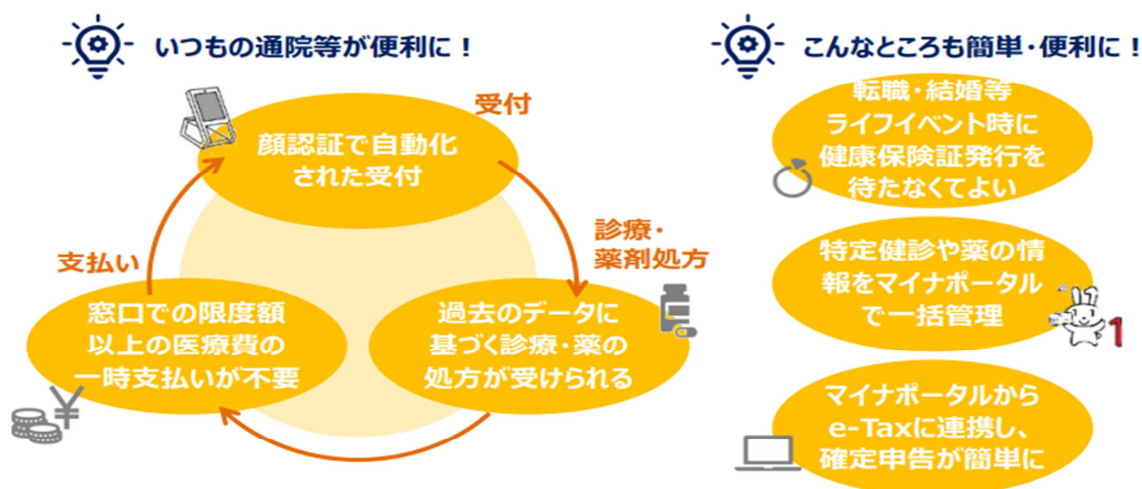 いつもの通院等が便利に！
受付
顔認証で自動化
された受付
診療・
薬剤処方
過去のデータに
基づく診療・薬の
処方が受けられる
支払い
窓口での限度額
以上の医療費の
一時支払いが不要
¥
こんなところも簡単・便利に！
転職・結婚等
ライフイベント時に
健康保険証発行を
待たなくてよい
特定健診や薬の情
報をマイナポータル
で一括管理
1
マイナポータルから
e-Taxに連携し、
確定申告が簡単に